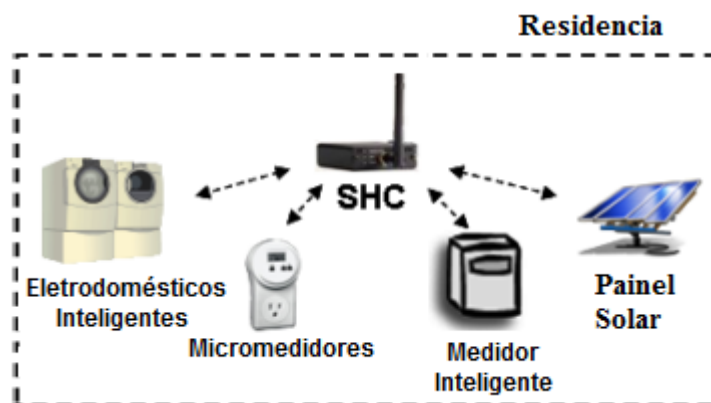 Residencia
SHC
Eletrodomésticos
Inteligentes
Micromedidores
Medidor
Inteligente
Painel
Solar